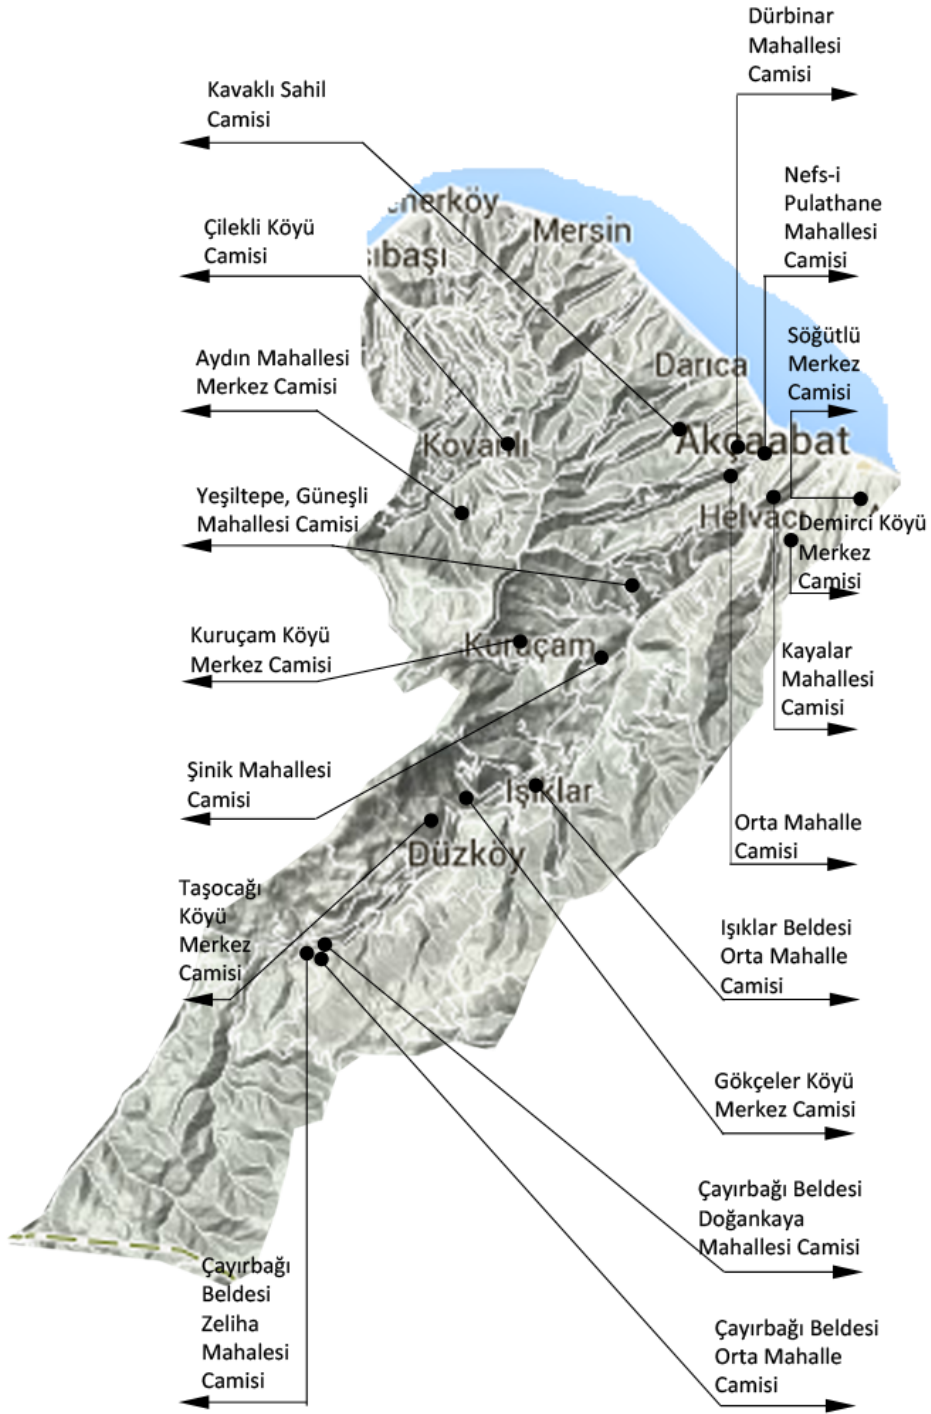 Dürbinar
Mahallesi
Camisi
Kavaklı Sahil
Camisi
Nefs-i
Pulathane
Mahallesi
Camisi
Çilekli Köyü
Camisi
nerköy
Mersin
ıbaşı
Söğütlü
Merkez
Camisi
Aydın Mahallesi
Merkez Camisi
Darıca
Akçaabat
Kovanlı
Yeşiltepe, Güneşli
Mahallesi Camisi
Helvacı
Demirci Köyü
Merkez
Camisi
Kuruçam Köyü
Merkez Camisi
Kuruçam
Kayalar
Mahallesi
Camisi
Şinik Mahallesi
Camisi
Işıklar
Orta Mahalle
Camisi
Düzköy
Taşocağı
Köyü
Merkez
Camisi
Işıklar Beldesi
Orta Mahalle
Camisi
Gökçeler Köyü
Merkez Camisi
Çayırbağı Beldesi
Doğankaya
Mahallesi Camisi
Çayırbağı
Beldesi
Zeliha
Mahalesi
Camisi
Çayırbağı Beldesi
Orta Mahalle
Camisi